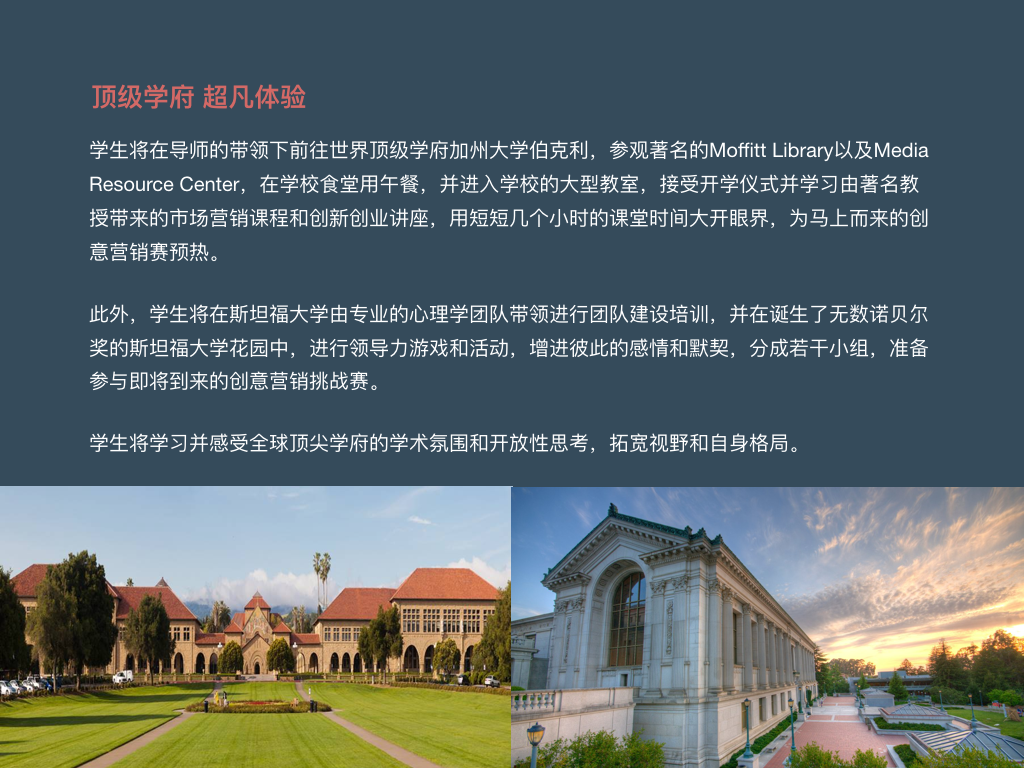 顶级学府 超凡体验
学生将在导师的带领下前往世界顶级学府加州大学伯克利，参观著名的Moffitt Library以及Media
Resource Center，在学校食堂用午餐，并进入学校的大型教室，接受开学仪式并学习由著名教
授带来的市场营销课程和创新创业讲座，用短短几个小时的课堂时间大开眼界，为马上而来的创
意营销赛预热。
此外，学生将在斯坦福大学由专业的心理学团队带领进行团队建设培训，并在诞生了无数诺贝尔
奖的斯坦福大学花园中，进行领导力游戏和活动，增进彼此的感情和默契，分成若干小组，准备
参与即将到来的创意营销挑战赛。
学生将学习并感受全球顶尖学府的学术氛围和开放性思考，拓宽视野和自身格局。